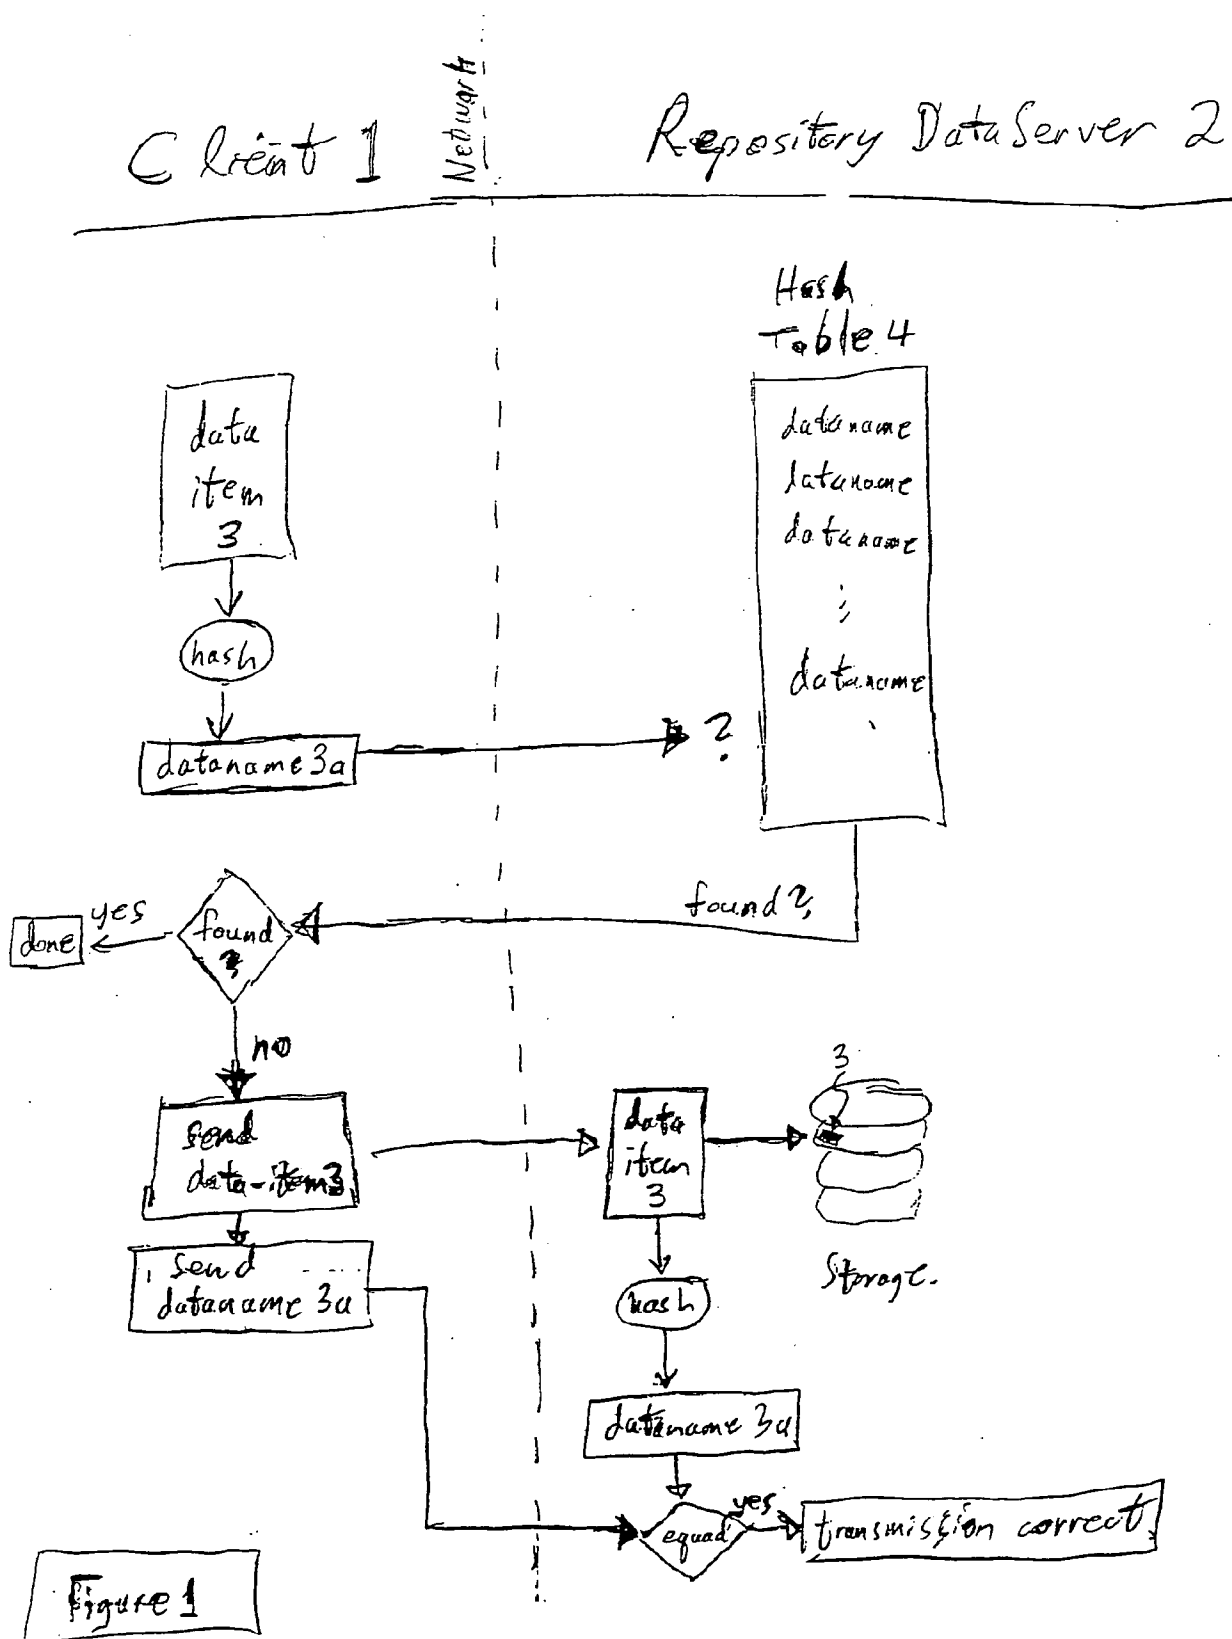 Network
Client 1
Repository DataServer 2
Hash
Table 4
data
item
3
dataname
dataname
dataname
dataname
hash
dataname 3a
?
found?
yes
done
found
?
no
send
data-item3
data
item
3
3
send
dataname 3a
Storage.
hash
dataname 3a
equal
yes
transmission correct
Figure 1